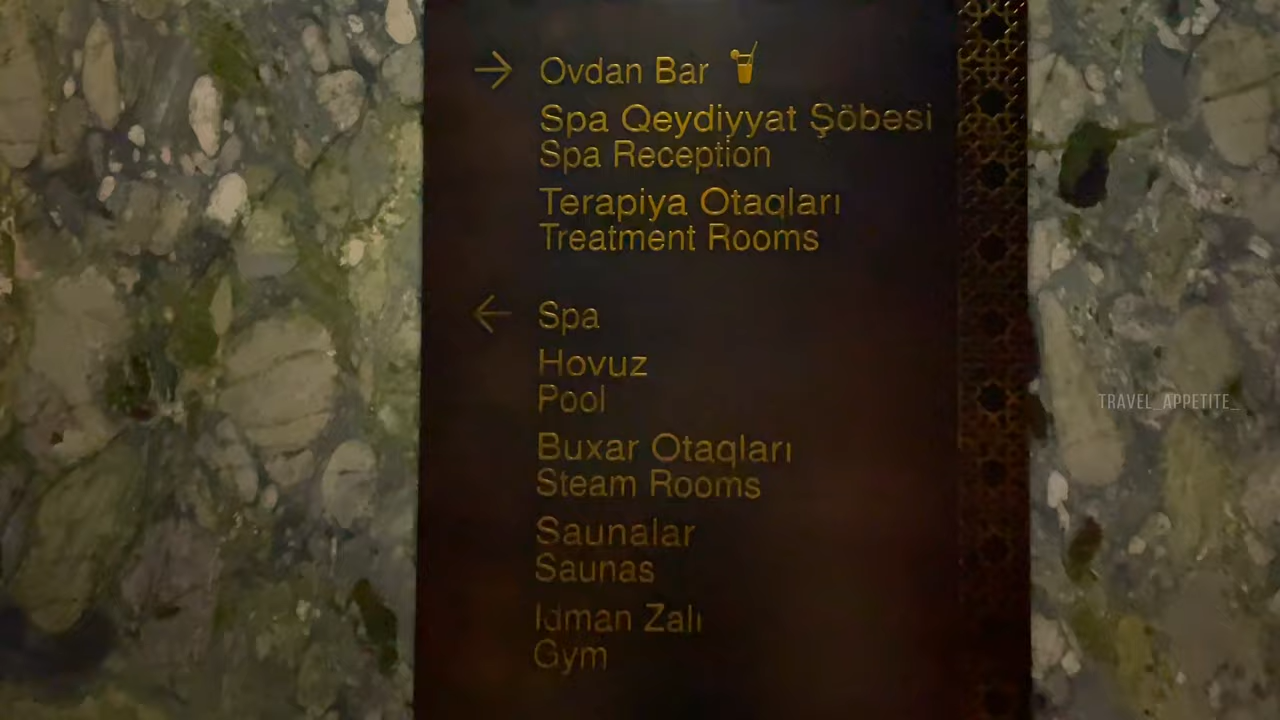 → Ovdan Bar
Spa Qeydiyyat Şöbəsi
Spa Reception
Terapiya Otaqları
Treatment Rooms
← Spa
Hovuz
Pool
Buxar Otaqları
Steam Rooms
Saunalar
Saunas
Idman Zalı
Gym
TRAVEL_APPETITE_